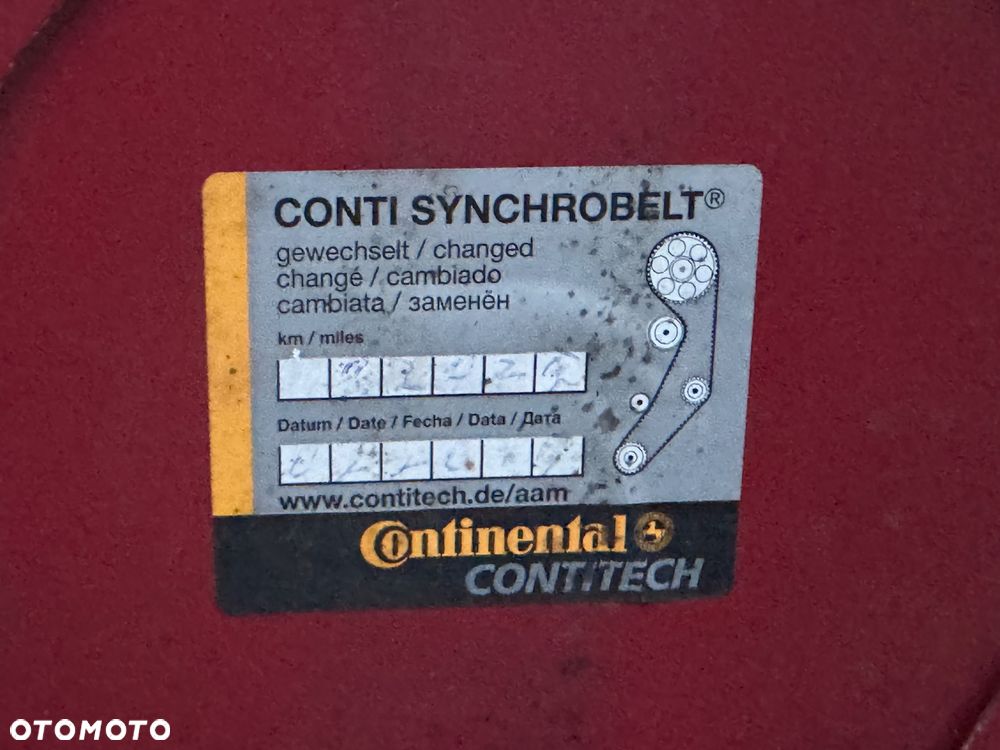 CONTI SYNCHROBELT®
gewechselt / changed
changé / cambiado
cambiata / заменён
km / miles
Datum / Date / Fecha / Data / Дата
www.contitech.de/aam
Continental
CONTITECH
OTOMOTO